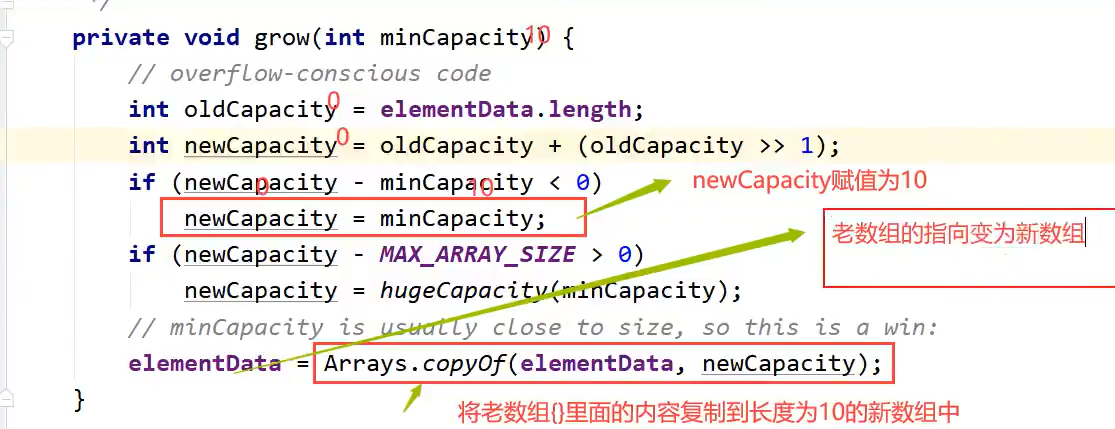 */
private void grow(int minCapacity) { 10
// overflow-conscious code
int oldCapacity = elementData.length; 0
int newCapacity = oldCapacity + (oldCapacity >> 1); 0
if (newCapacity - minCapacity < 0) 0 10
newCapacity赋值为10
newCapacity = minCapacity;
老数组的指向变为新数组
if (newCapacity - MAX_ARRAY_SIZE > 0)
newCapacity = hugeCapacity(minCapacity);
// minCapacity is usually close to size, so this is a win:
elementData = Arrays.copyOf(elementData, newCapacity);
}
将老数组{}里面的内容复制到长度为10的新数组中